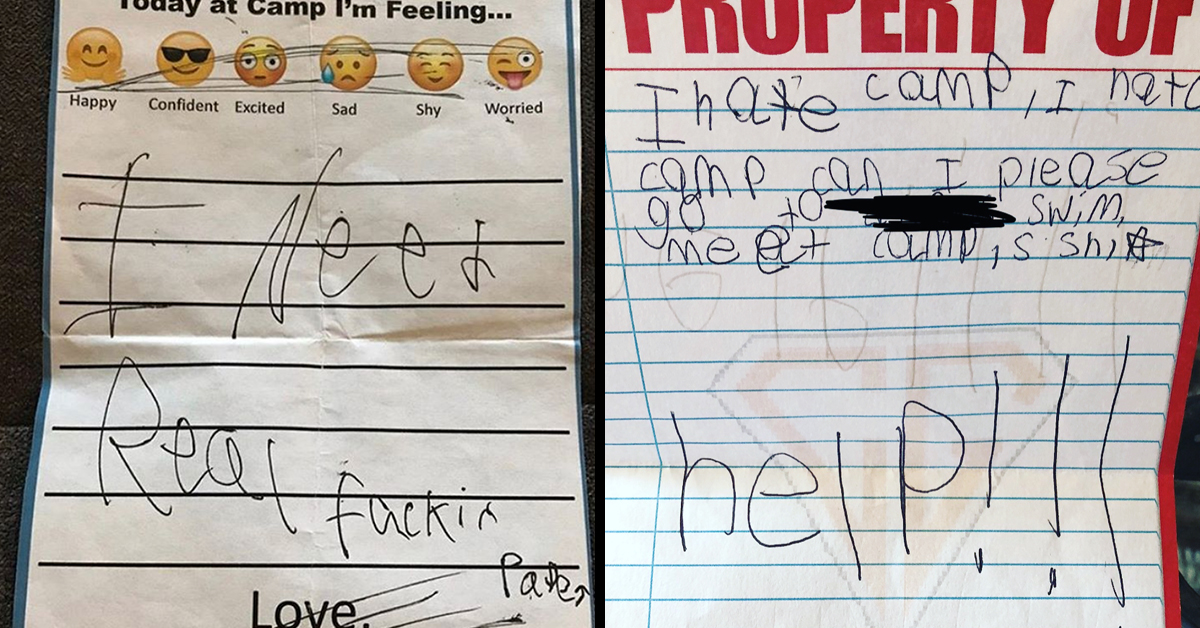 Today at Camp I'm Feeling...
Happy Confident Excited Sad Shy Worried
I Need
Real
fuckin
Pater
Love,
PROPERTY OF
I hate camp, I hate
camp can I please
go to swim
meet camp,s shit
help!!!